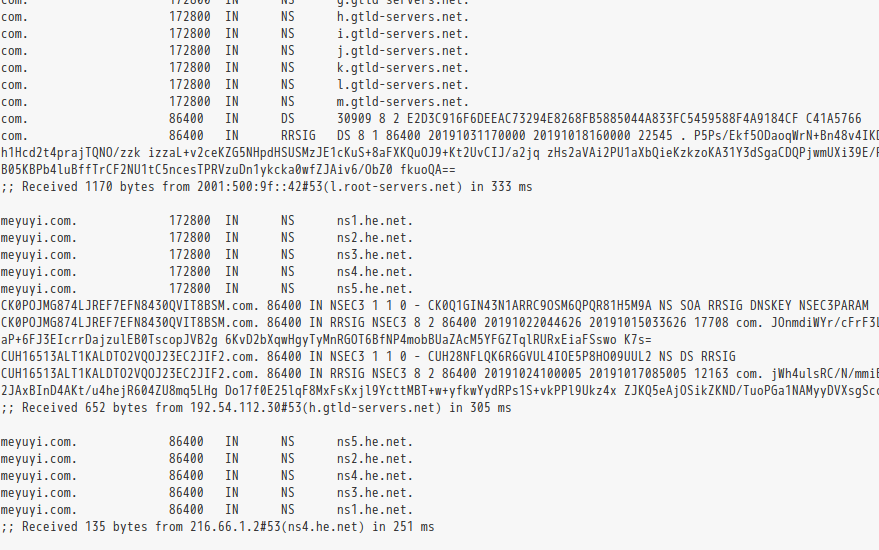 com. 172800 IN NS g.gtld-servers.net.
com. 172800 IN NS h.gtld-servers.net.
com. 172800 IN NS i.gtld-servers.net.
com. 172800 IN NS j.gtld-servers.net.
com. 172800 IN NS k.gtld-servers.net.
com. 172800 IN NS l.gtld-servers.net.
com. 172800 IN NS m.gtld-servers.net.
com. 86400 IN DS 30909 8 2 E2D3C916F6DEEAC73294E8268FB5885044A833FC5459588F4A9184CF C41A5766
com. 86400 IN RRSIG DS 8 1 86400 20191031170000 20191018160000 22545 . P5Ps/Ekf5ODaoqWrN+Bn48v4IKD
h1Hcd2t4prajTQNO/zzk izzaL+v2ceKZG5NHpdHSUSMzJE1cKuS+8aFXKQuOJ9+Kt2UvCIJ/a2jq zHs2aVAi2PU1aXbQieKzkzoKA31Y3dSgaCDQPjwmUXi39E/F
B05KBPb4luBffTrCF2NU1tC5ncesTPRVzuDn1ykcka0wfZJAiv6/ObZ0 fkuoQA==
;; Received 1170 bytes from 2001:500:9f::42#53(l.root-servers.net) in 333 ms
meyuyi.com. 172800 IN NS ns1.he.net.
meyuyi.com. 172800 IN NS ns2.he.net.
meyuyi.com. 172800 IN NS ns3.he.net.
meyuyi.com. 172800 IN NS ns4.he.net.
meyuyi.com. 172800 IN NS ns5.he.net.
CK0POJMG874LJREF7EFN8430QVIT8BSM.com. 86400 IN NSEC3 1 1 0 - CK0Q1GIN43N1ARRC9OSM6QPQR81H5M9A NS SOA RRSIG DNSKEY NSEC3PARAM
CK0POJMG874LJREF7EFN8430QVIT8BSM.com. 86400 IN RRSIG NSEC3 8 2 86400 20191022044626 20191015033626 17708 com. JOnmdiWYr/cFrF3L
aP+6FJ3EIcrrDajzulEB0TscopJVB2g 6KvD2bXqwHgyTyMnRGOT6BfNP4mobBUaZAcM5YFGZTqlRURxEiaFSswo K7s=
CUH16513ALT1KALDTO2VQOJ23EC2JIF2.com. 86400 IN NSEC3 1 1 0 - CUH28NFLQK6R6GVUL4IOE5P8HO09UUL2 NS DS RRSIG
CUH16513ALT1KALDTO2VQOJ23EC2JIF2.com. 86400 IN RRSIG NSEC3 8 2 86400 20191024100005 20191017085005 12163 com. jWh4ulsRC/N/mmiE
2JAxBInD4AKt/u4hejR604ZU8mq5LHg Do17f0E25lqF8MxFsKxjl9YcttMBT+w+yfkwYydRPs1S+vkPPl9Ukz4x ZJKQ5eAjOSikZKND/TuoPGa1NAMyyDVXsgSco
;; Received 652 bytes from 192.54.112.30#53(h.gtld-servers.net) in 305 ms
meyuyi.com. 86400 IN NS ns5.he.net.
meyuyi.com. 86400 IN NS ns2.he.net.
meyuyi.com. 86400 IN NS ns4.he.net.
meyuyi.com. 86400 IN NS ns3.he.net.
meyuyi.com. 86400 IN NS ns1.he.net.
;; Received 135 bytes from 216.66.1.2#53(ns4.he.net) in 251 ms